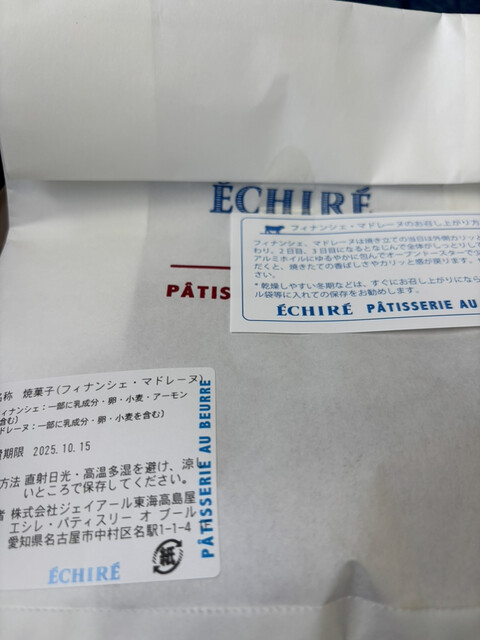 ÉCHIRÉ
PÂTIS
フィナンシェ・マドレーヌのお召し上がり方
フィナンシェ、マドレーヌは焼き立ての当日は外側カリッと
わり、2日目、3日目になるとなじんで全体がしっとりして
アルミホイルにゆるやかに包んでオーブントースターで
だくと、焼きたての香ばしさやカリっと感が戻ります。
さい。
*乾燥しやすい冬期などは、すぐにお召し上がりになら
ル袋等に入れての保存をお勧めします。
ÉCHIRÉ PÂTISSERIE AU
名称 焼菓子(フィナンシェ・マドレーヌ)
ィナンシェ:一部に乳成分・卵・小麦・アーモン
含む)
ドレーヌ:一部に乳成分・卵・小麦を含む)
期限 2025.10.15
方法 直射日光・高温多湿を避け、涼し
いところで保存してください。
者 株式会社ジェイアール東海高島屋
エシレ・パティスリー オ ブール
愛知県名古屋市中村区名駅1-1-4
紙
ÉCHIRÉ
PÂTISSERIE AU BEURRE